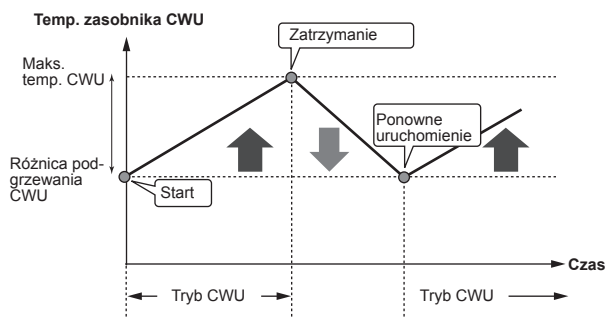 Temp. zasobnika CWU
Zatrzymanie
Maks.
temp. CWU
Ponowne
uruchomienie
Różnica pod-
grzewania
CWU
Start
Czas
Tryb CWU
Tryb CWU